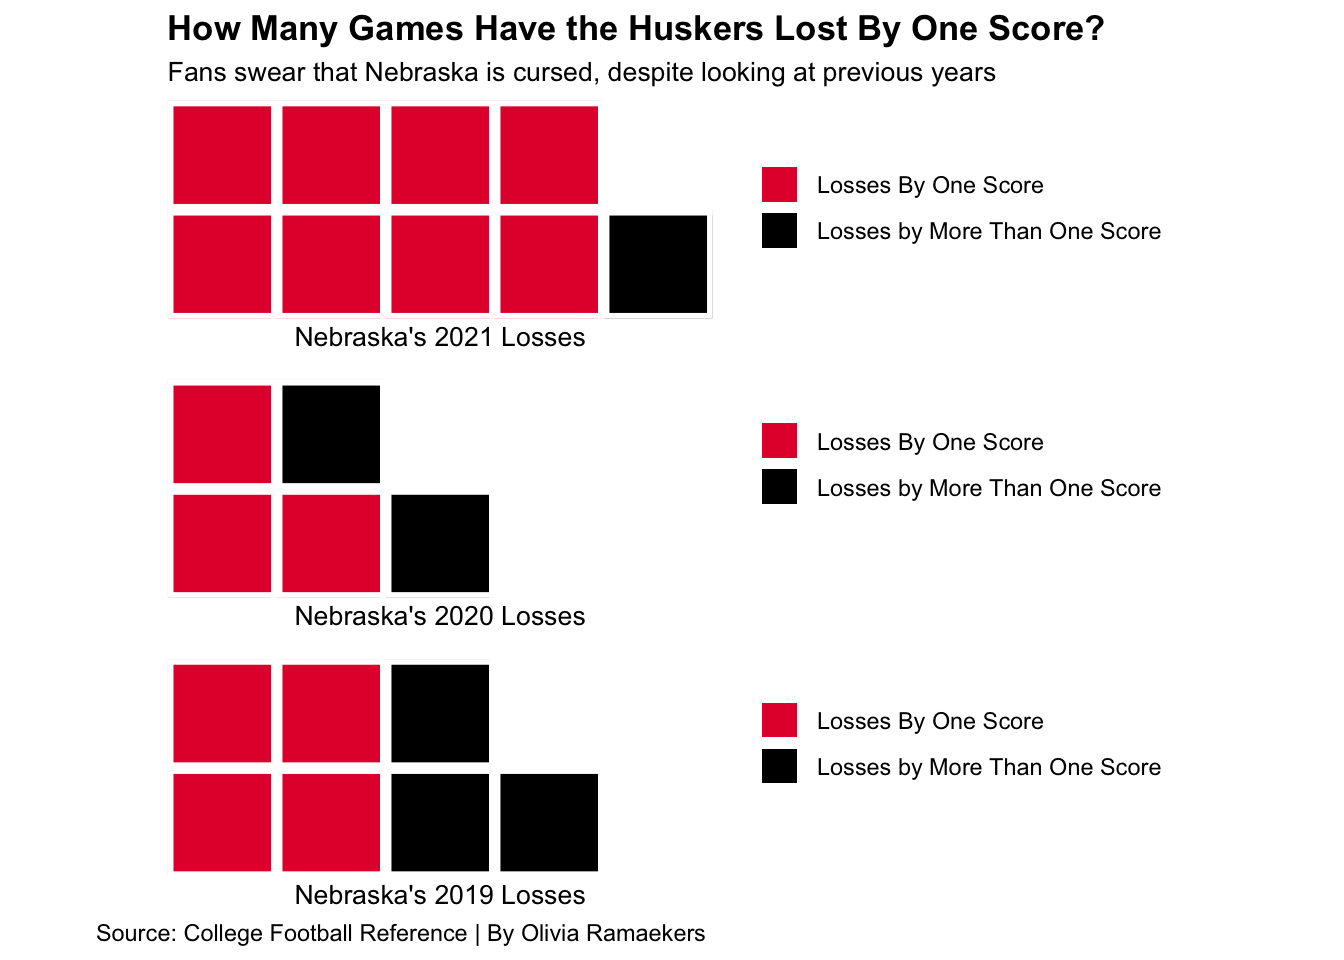 How Many Games Have the Huskers Lost By One Score?
Fans swear that Nebraska is cursed, despite looking at previous years
Losses By One Score
Losses by More Than One Score
Nebraska's 2021 Losses
Losses By One Score
Losses by More Than One Score
Nebraska's 2020 Losses
Losses By One Score
Losses by More Than One Score
Nebraska's 2019 Losses
Source: College Football Reference | By Olivia Ramaekers